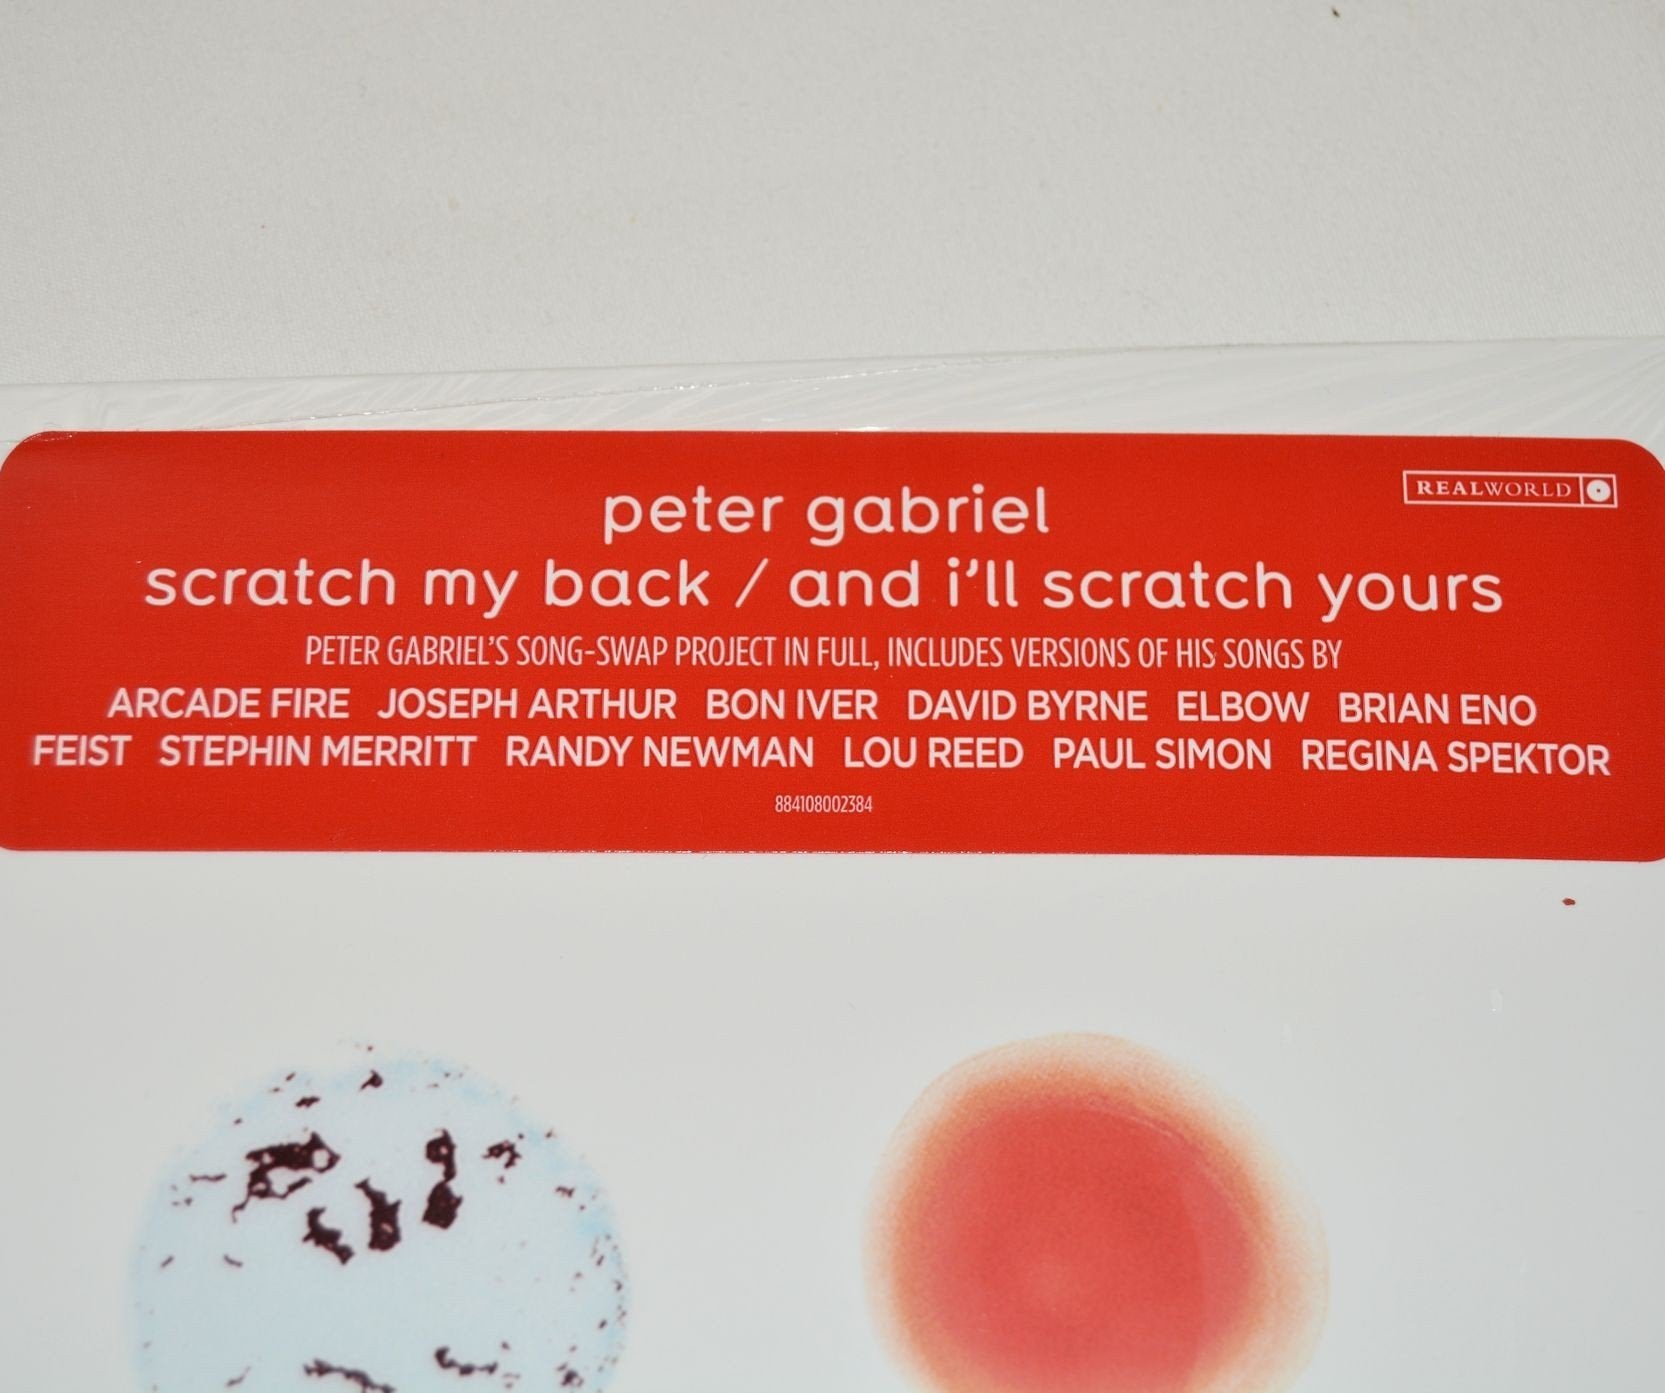 REALWORLD
peter gabriel
scratch my back / and i'll scratch yours
PETER GABRIEL'S SONG-SWAP PROJECT IN FULL, INCLUDES VERSIONS OF HIS SONGS BY
ARCADE FIRE JOSEPH ARTHUR BON IVER DAVID BYRNE ELBOW BRIAN ENO
FEIST STEPHIN MERRITT RANDY NEWMAN LOU REED PAUL SIMON REGINA SPEKTOR
884108002384